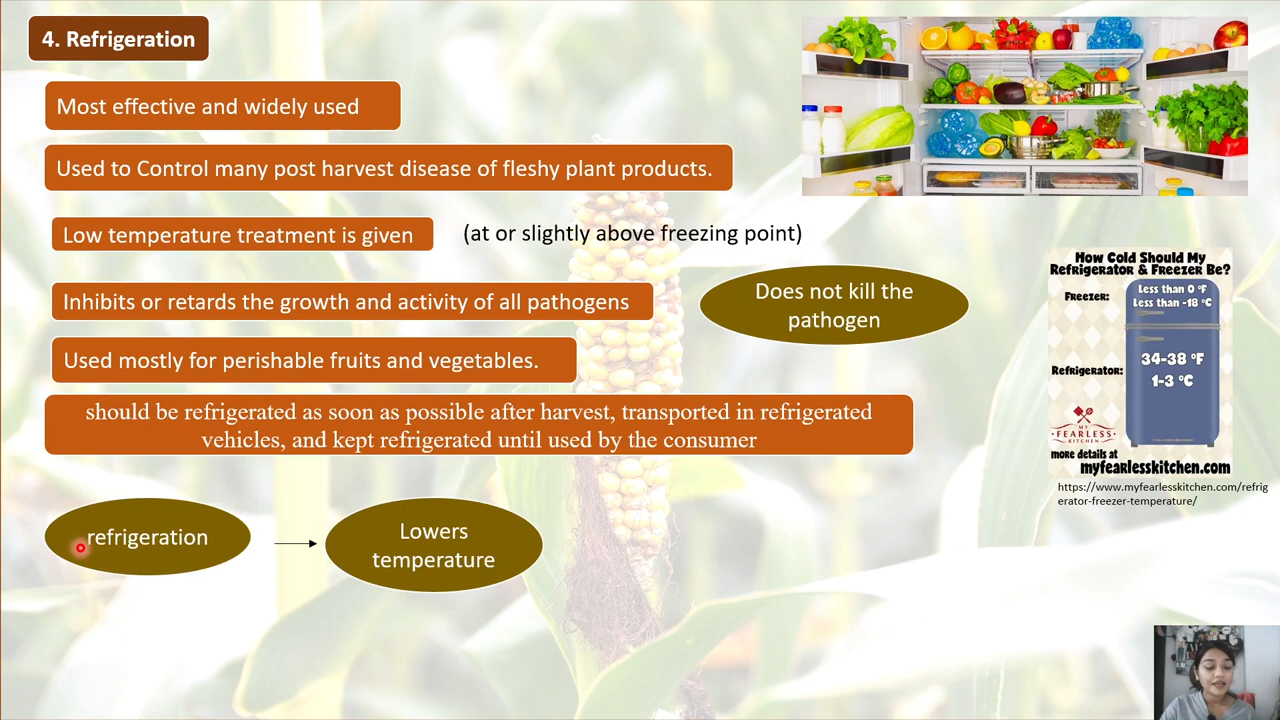 4. Refrigeration
Most effective and widely used
Used to Control many post harvest disease of fleshy plant products.
Low temperature treatment is given
(at or slightly above freezing point)
Inhibits or retards the growth and activity of all pathogens
Does not kill the
pathogen
Used mostly for perishable fruits and vegetables.
should be refrigerated as soon as possible after harvest, transported in refrigerated
vehicles, and kept refrigerated until used by the consumer
refrigeration
Lowers
temperature
How Cold Should My
Refrigerator & Freezer Be?
Freezer:
Less than 0 °F
Less than -18 °C
Refrigerator:
34-38 °F
1-3 °C
MY
FEARLESS
KITCHEN
more details at
myfearlesskitchen.com
https://www.myfearlesskitchen.com/refrig
erator-freezer-temperature/